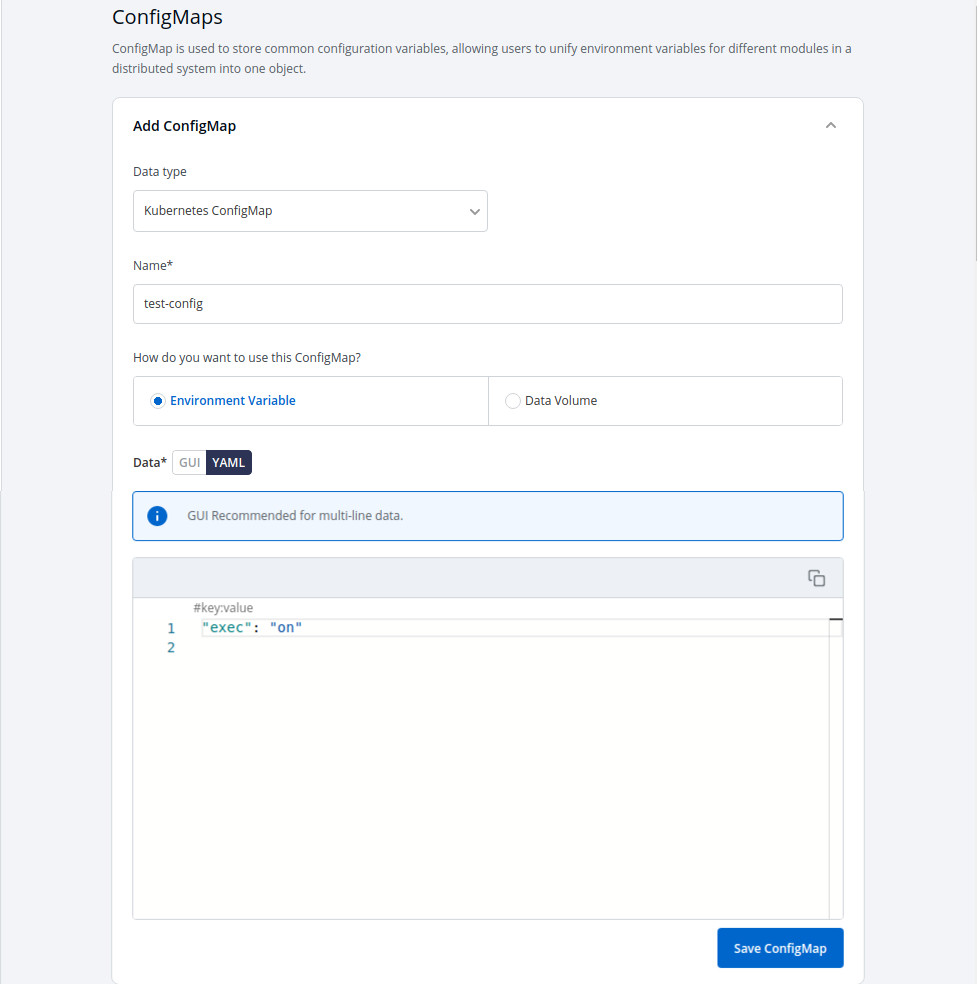 ConfigMaps
ConfigMap is used to store common configuration variables, allowing users to unify environment variables for different modules in a
distributed system into one object.
Add ConfigMap
Data type
Kubernetes ConfigMap
Name*
test-config
How do you want to use this ConfigMap?
Environment Variable
Data Volume
Data* GUI YAML
GUI Recommended for multi-line data.
#key:value
1 "exec": "on"
2
Save ConfigMap